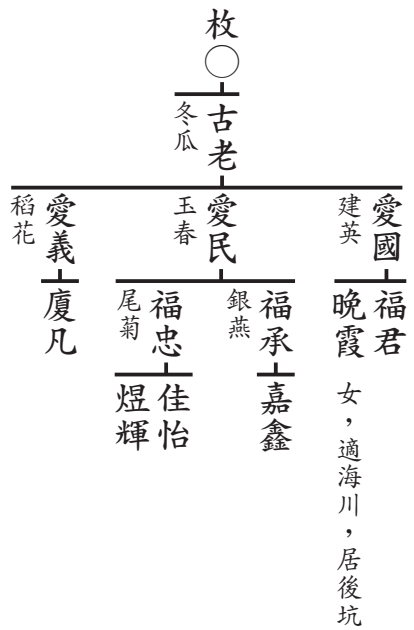 枚
○
古老
冬瓜
愛國
建英
愛民
玉春
愛義
稻花
福君
晚霞
女，適海川，居後坑
福承
銀燕
福忠
尾菊
廈凡
嘉鑫
佳怡
煜輝